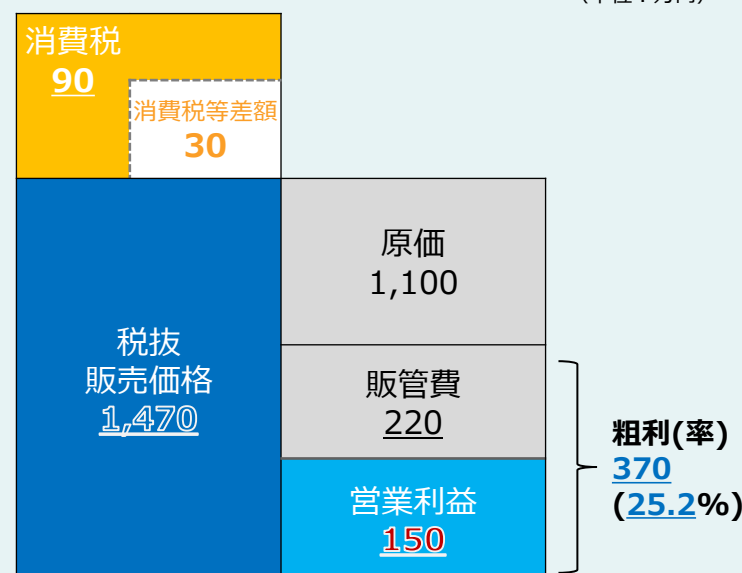 消費税
90
消費税等差額
30
税抜
販売価格
1,470
原価
1,100
販管費
220
営業利益
150
粗利(率)
370
(25.2%)